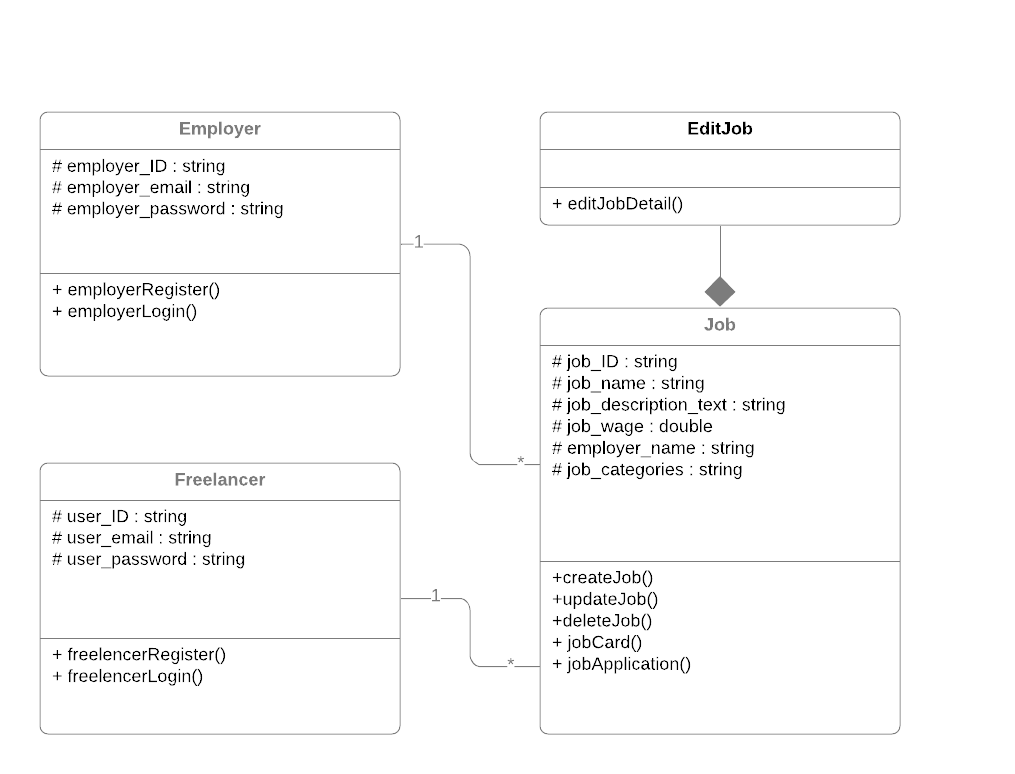 Employer
# employer_ID : string
# employer_email : string
# employer_password : string
+ employerRegister()
+ employerLogin()
1
*
EditJob
+ editJobDetail()
Job
# job_ID : string
# job_name : string
# job_description_text : string
# job_wage : double
# employer_name : string
# job_categories : string
+createJob()
+updateJob()
+deleteJob()
+ jobCard()
+ jobApplication()
Freelancer
# user_ID : string
# user_email : string
# user_password : string
+ freelencerRegister()
+ freelencerLogin()
1
*